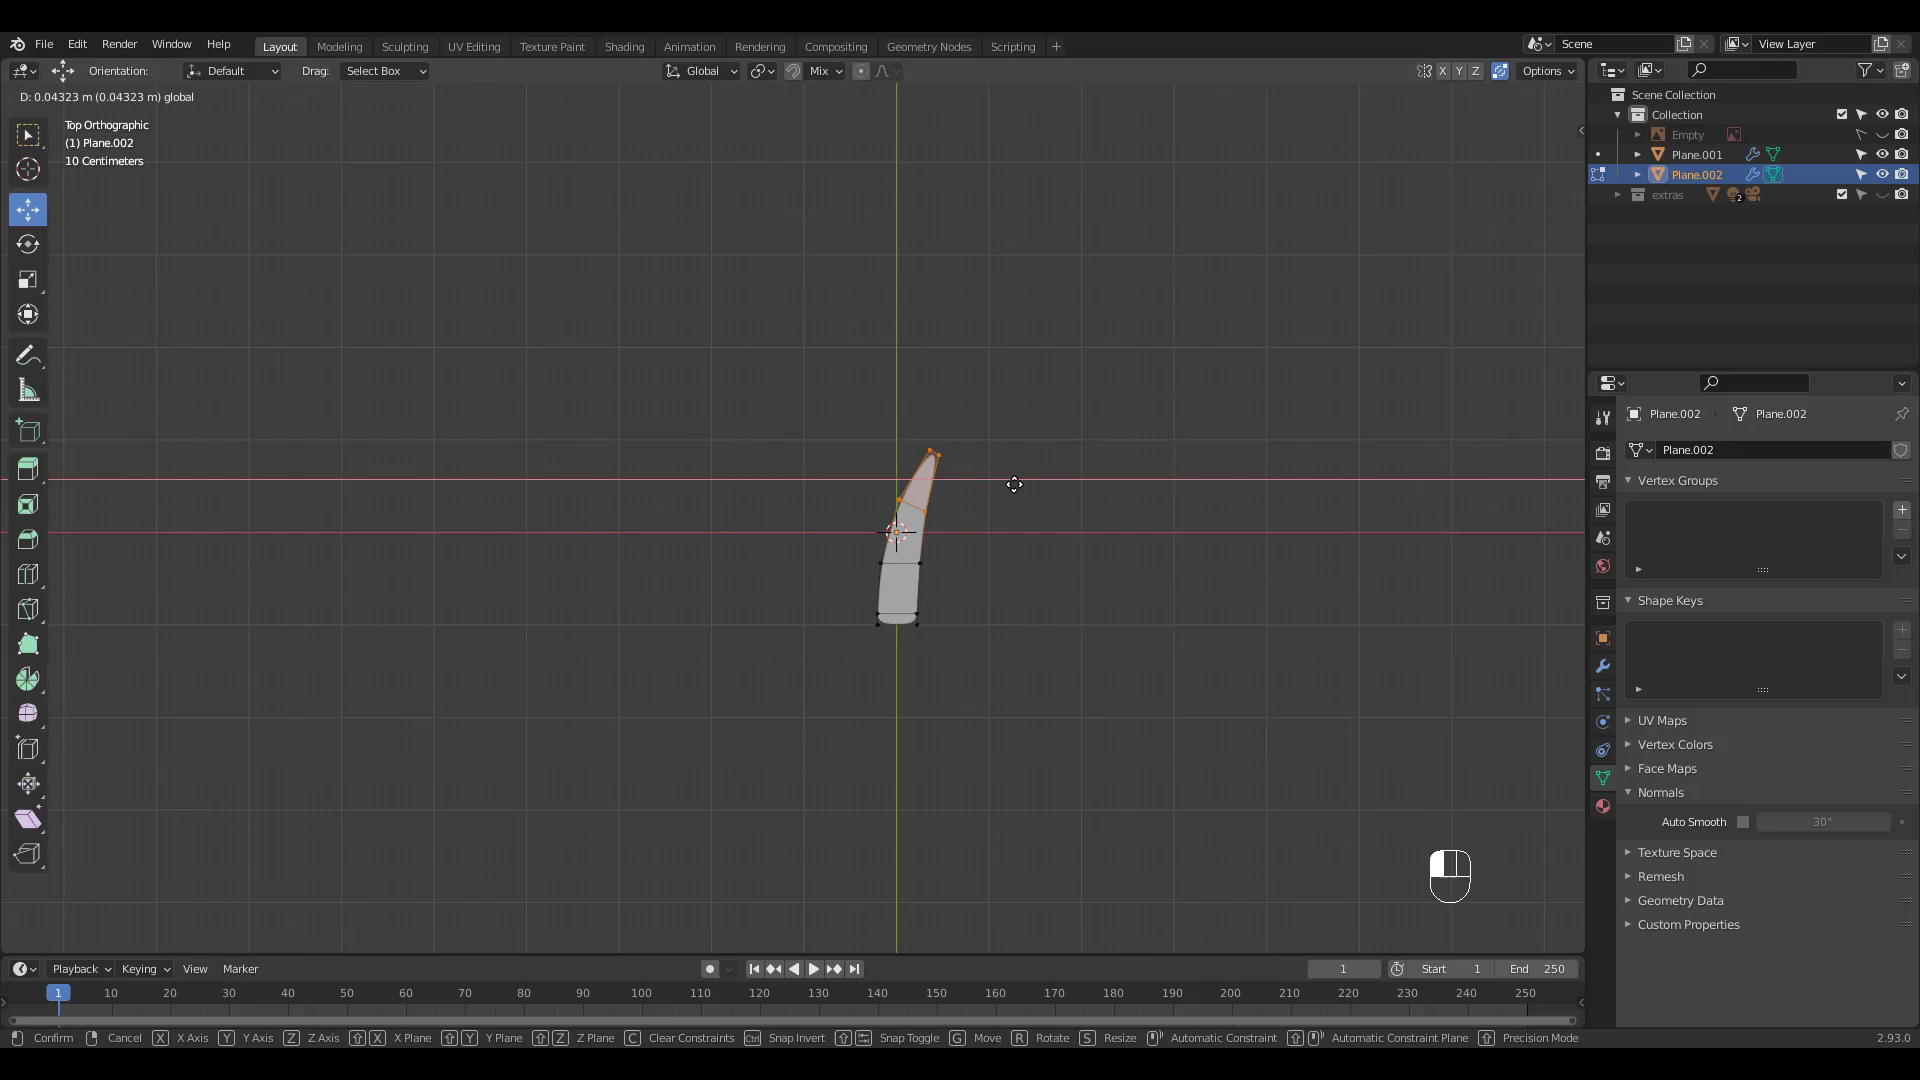 File Edit Render Window Help Layout Modeling Sculpting UV Editing Texture Paint Shading Animation Rendering Compositing Geometry Nodes Scripting + Scene View Layer
Orientation: Default Drag: Select Box Global Mix X Y Z Options
D: 0.04323 m (0.04323 m) global
Top Orthographic
(1) Plane.002
10 Centimeters
Scene Collection
Collection
Empty
Plane.001
Plane.002
extras 2
Plane.002 Plane.002
Plane.002
Vertex Groups
Shape Keys
UV Maps
Vertex Colors
Face Maps
Normals
Auto Smooth 30°
Texture Space
Remesh
Geometry Data
Custom Properties
Playback Keying View Marker 1 Start 1 End 250
1 10 20 30 40 50 60 70 80 90 100 110 120 130 140 150 160 170 180 190 200 210 220 230 240 250
Confirm Cancel X X Axis Y Y Axis Z Z Axis X X Plane Y Y Plane Z Z Plane C Clear Constraints Ctrl Snap Invert Snap Toggle G Move R Rotate S Resize Automatic Constraint Automatic Constraint Plane Precision Mode 2.93.0